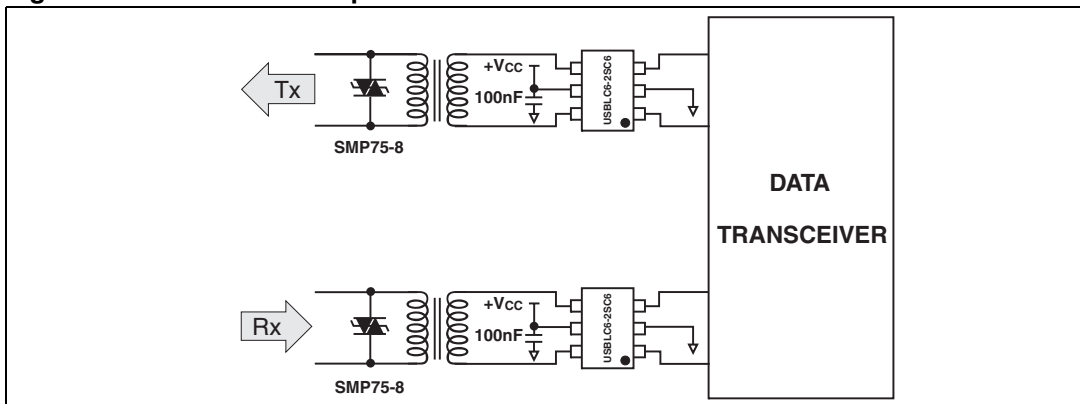 Tx
+Vcc
100nF
USBLC6-2SC6
SMP75-8
DATA
TRANSCEIVER
Rx
+Vcc
100nF
USBLC6-2SC6
SMP75-8